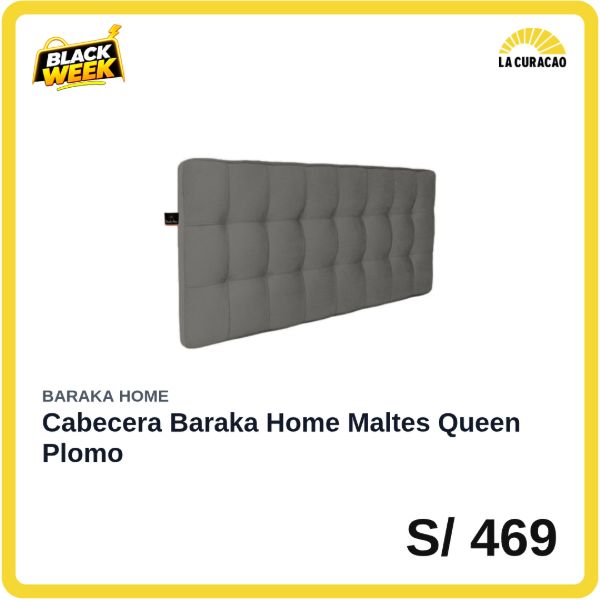 BLACK
WEEK
LA CURACAO
BARAKA HOME
Cabecera Baraka Home Maltes Queen
Plomo
S/ 469